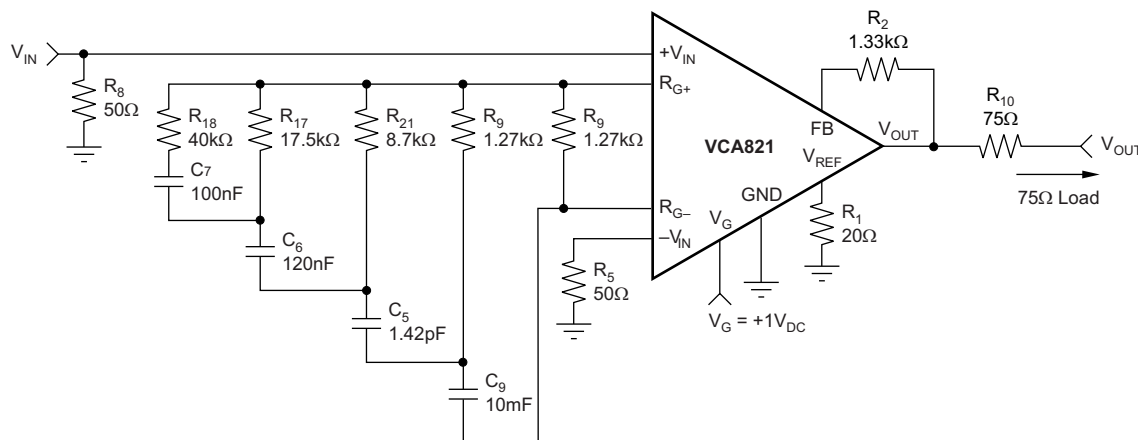 V_IN
R_8
50Ω
R_18
40kΩ
R_17
17.5kΩ
R_21
8.7kΩ
R_9
1.27kΩ
R_9
1.27kΩ
C_7
100nF
C_6
120nF
C_5
1.42pF
C_9
10mF
+V_IN
R_G+
R_G–
–V_IN
R_5
50Ω
VCA821
FB
V_OUT
V_REF
GND
V_G
V_G = +1V_DC
R_1
20Ω
R_2
1.33kΩ
R_10
75Ω
V_OUT
75Ω Load